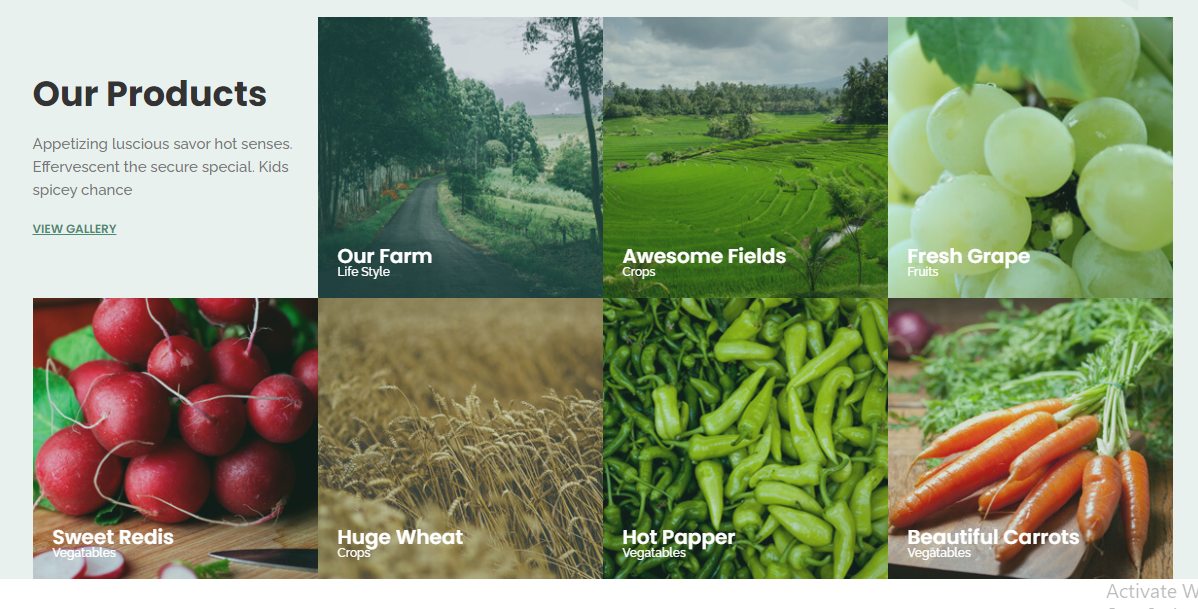 Our Products
Appetizing luscious savor hot senses.
Effervescent the secure special. Kids
spicey chance
VIEW GALLERY
Our Farm
Life Style
Awesome Fields
Crops
Fresh Grape
Fruits
Sweet Redis
Vegatables
Huge Wheat
Crops
Hot Papper
Vegatables
Beautiful Carrots
Vegatables
Activate W